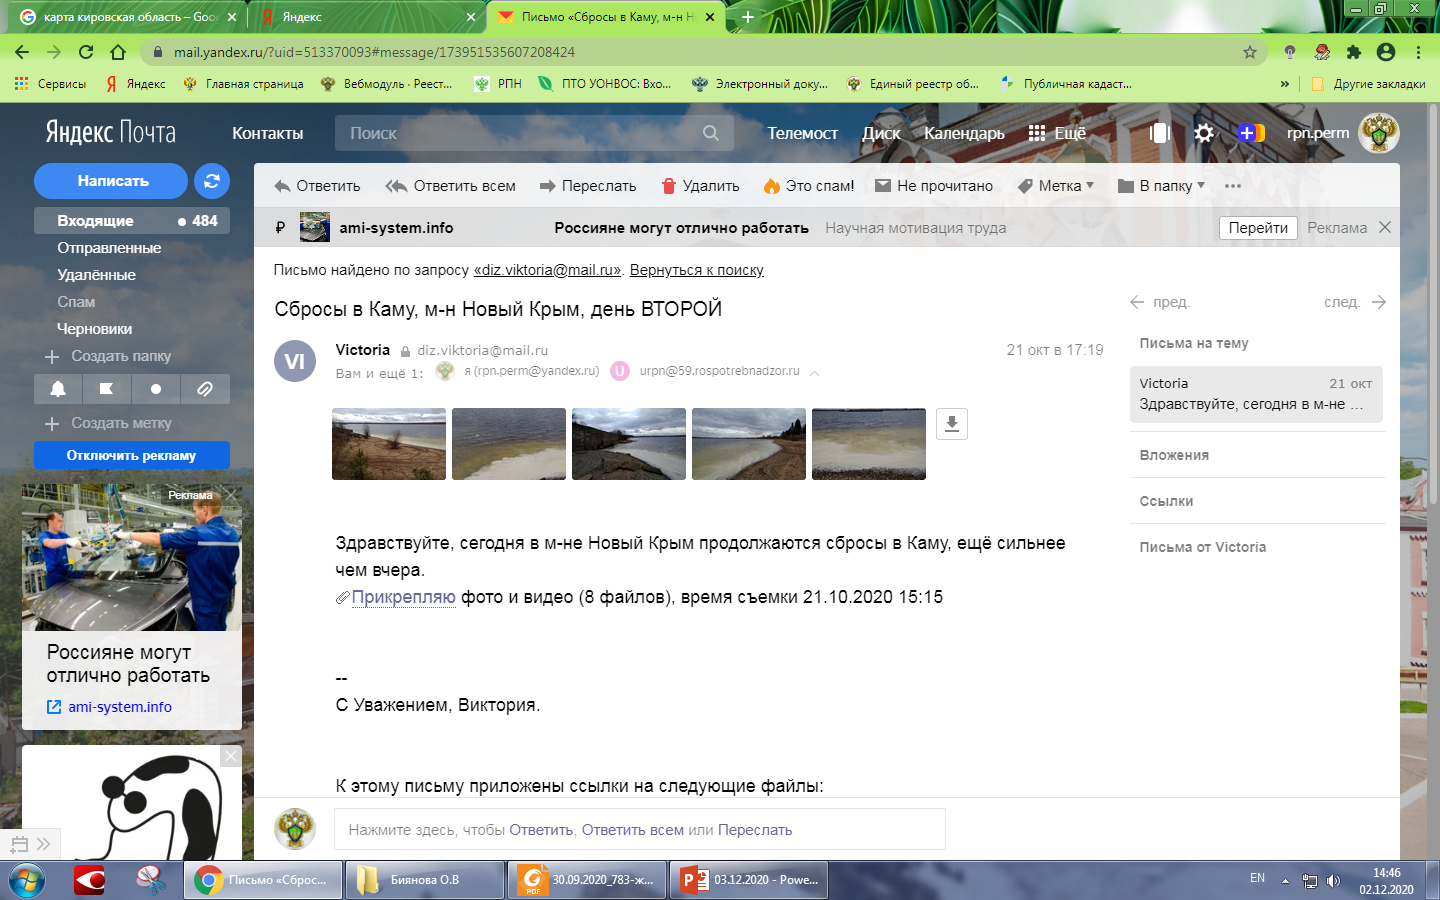 карта кировская область – Goo
Яндекс
Письмо «Сбросы в Каму, м-н Н
mail.yandex.ru/?uid=513370093#message/173951535607208424
Сервисы
Яндекс
Главная страница
Вебмодуль · Реест...
РПН
ПТО УОНВОС: Вхо...
Электронный доку...
Единый реестр об...
Публичная кадаст...
»
Другие закладки
Яндекс Почта
Контакты
Поиск
Телемост
Диск
Календарь
Ещё
rpn.perm
Написать
Входящие
484
Отправленные
Удалённые
Спам
Черновики
Создать папку
Создать метку
Отключить рекламу
Реклама
Россияне могут
отлично работать
ami-system.info
Ответить
Ответить всем
Переслать
Удалить
Это спам!
Не прочитано
Метка
В папку
₽
ami-system.info
Россияне могут отлично работать
Научная мотивация труда
Перейти
Реклама
Письмо найдено по запросу «diz.viktoria@mail.ru». Вернуться к поиску
Сбросы в Каму, м-н Новый Крым, день ВТОРОЙ
VI
Victoria
diz.viktoria@mail.ru
21 окт в 17:19
Вам и ещё 1:
я (rpn.perm@yandex.ru)
U
urpn@59.rospotrebnadzor.ru
Здравствуйте, сегодня в м-не Новый Крым продолжаются сбросы в Каму, ещё сильнее
чем вчера.
Прикрепляю фото и видео (8 файлов), время съемки 21.10.2020 15:15
--
С Уважением, Виктория.
К этому письму приложены ссылки на следующие файлы:
Нажмите здесь, чтобы Ответить, Ответить всем или Переслать
пред.
след.
Письма на тему
Victoria
21 окт
Здравствуйте, сегодня в м-не ...
Вложения
Ссылки
Письма от Victoria
Письмо «Сброс...
Биянова О.В
PDF
30.09.2020_783-ж...
03.12.2020 - Powe...
EN
14:46
02.12.2020